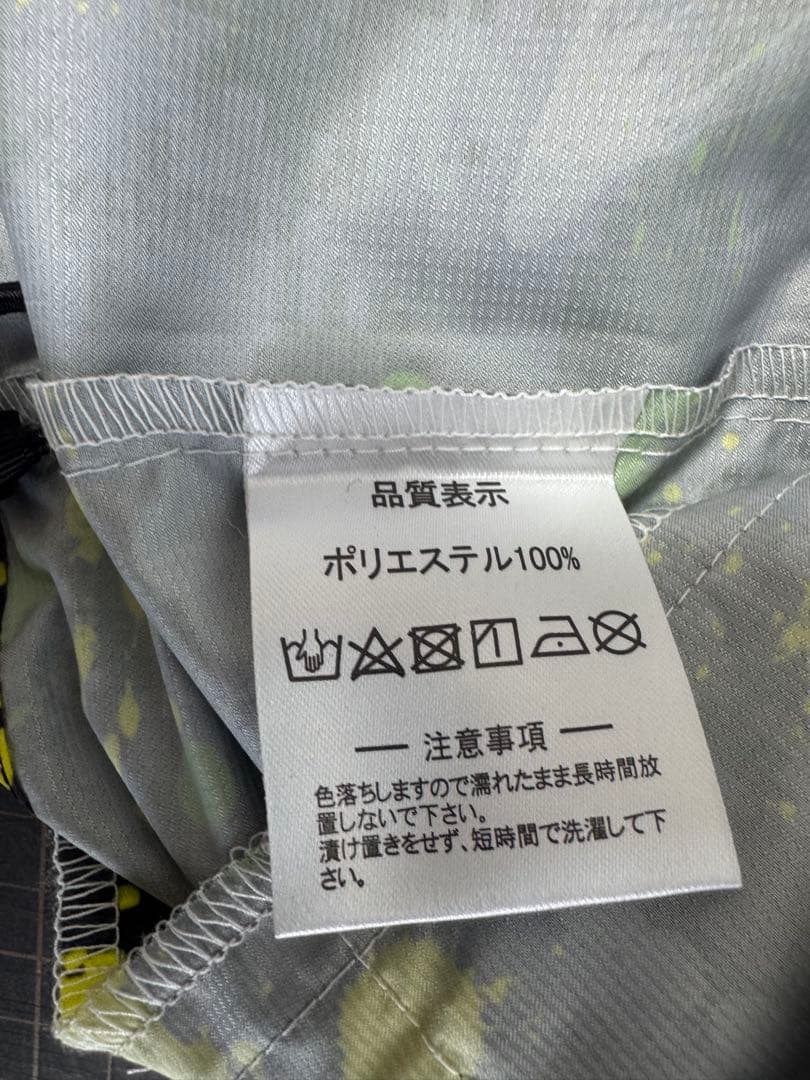 品質表示
ポリエステル100%
— 注意事項 —
色落ちしますので濡れたまま長時間放
置しないで下さい。
漬け置きをせず、短時間で洗濯して下
さい。